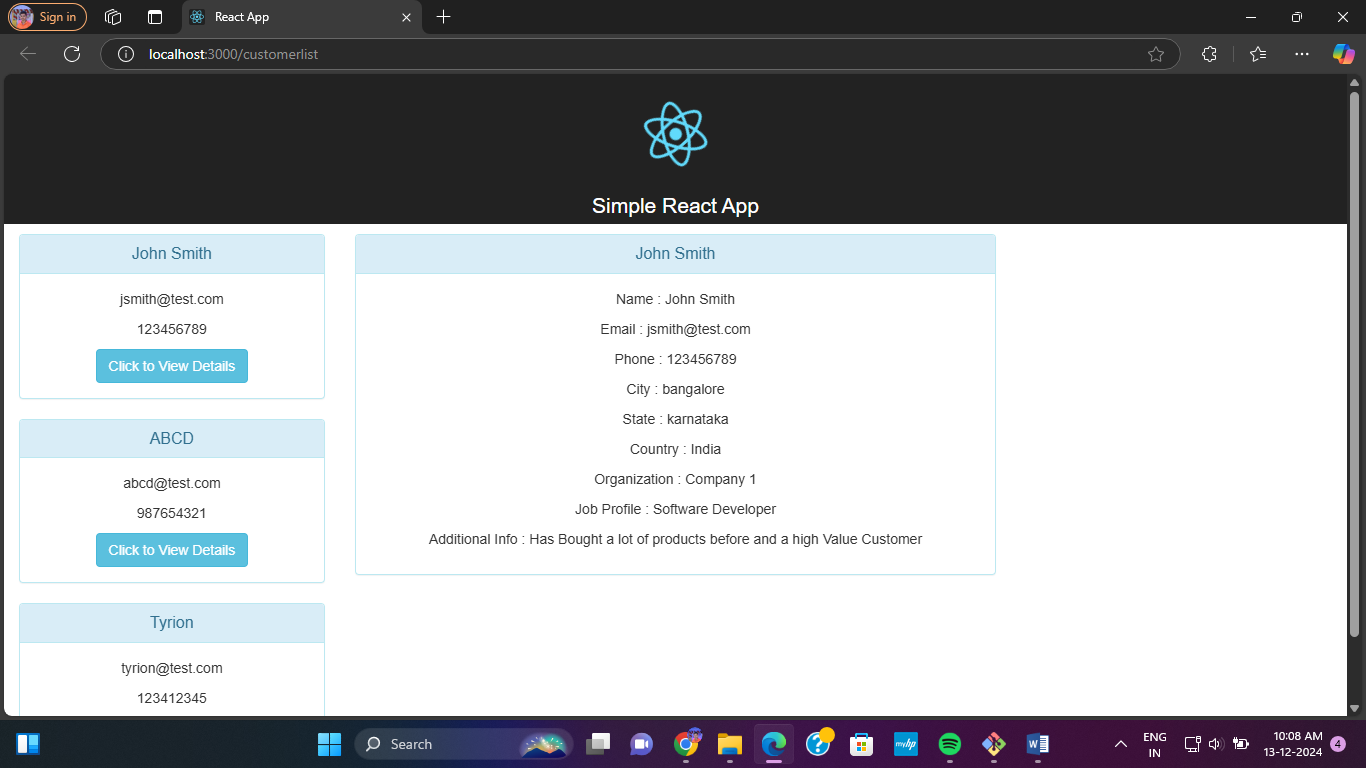 Sign in
React App
localhost:3000/customerlist
Simple React App
John Smith
jsmith@test.com
123456789
Click to View Details
ABCD
abcd@test.com
987654321
Click to View Details
Tyrion
tyrion@test.com
123412345
John Smith
Name : John Smith
Email : jsmith@test.com
Phone : 123456789
City : bangalore
State : karnataka
Country : India
Organization : Company 1
Job Profile : Software Developer
Additional Info : Has Bought a lot of products before and a high Value Customer
Search
myhp
ENG
IN
10:08 AM
13-12-2024
4